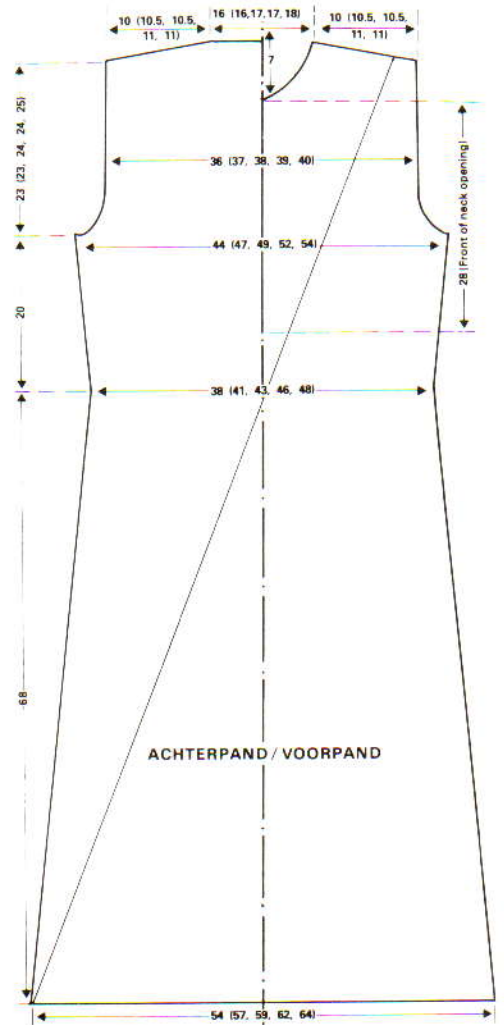 10 (10.5, 10.5,
11, 11)
16 (16,17,17,18)
10 (10.5, 10.5,
11, 11)
7
23 (23, 24, 24, 25)
36 (37, 38, 39, 40)
28 (Front of neck opening)
44 (47, 49, 52, 54)
20
38 (41, 43, 46, 48)
68
ACHTERPAND / VOORPAND
54 (57, 59, 62, 64)